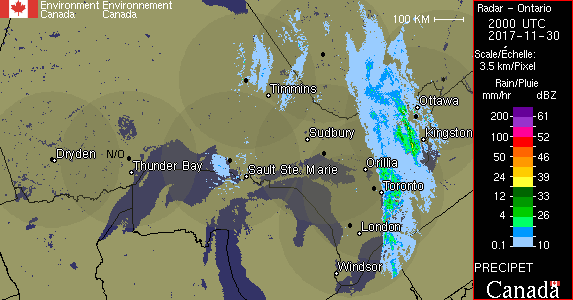 Environment Environnement
Canada Canada
100 KM
Timmins
Ottawa
Sudbury
Kingston
Dryden
N/O
Thunder Bay
Sault Ste. Marie
Orillia
Toronto
London
Windsor
Radar - Ontario
2000 UTC
2017-11-30
Scale/Échelle:
3.5 km/Pixel
Rain/Pluie
mm/hr dBZ
200 61
100 52
50 46
24 39
12 33
4 26
0.1 10
PRECIPET
Canada